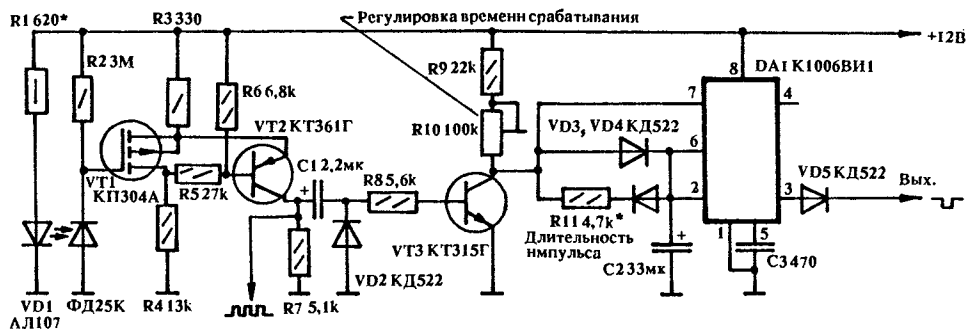 Регулировка временн срабатывания
R1 620*
R3 330
+12В
R2 3М
R9 22k
DA1 К1006ВИ1
8
7
4
R6 6,8k
R10 100k
VD3, VD4 КД522
VT2 КТ361Г
6
C1 2,2мк
VT1
КП304А
R5 27k
+
R8 5,6k
2
3
VD5 КД522
Вых.
R11 4,7k*
VT3 КТ315Г
Длительность
нмпульса
+
1
5
C2 33мк
C3 470
VD2 КД522
VD1
АЛ107
ФД25К
R4 13k
R7 5,1k